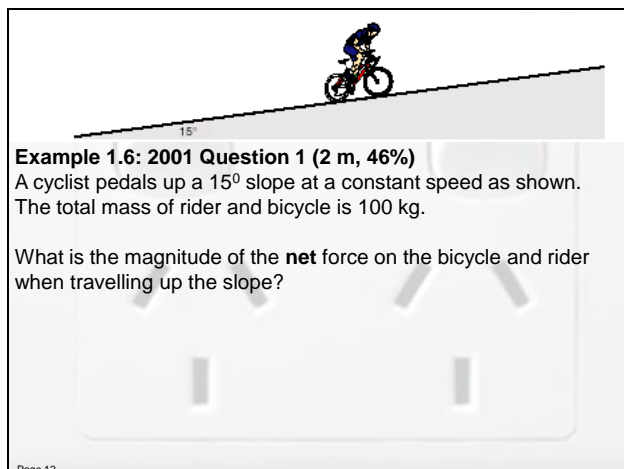 15°
Example 1.6: 2001 Question 1 (2 m, 46%)
A cyclist pedals up a 15⁰ slope at a constant speed as shown.
The total mass of rider and bicycle is 100 kg.
What is the magnitude of the net force on the bicycle and rider
when travelling up the slope?